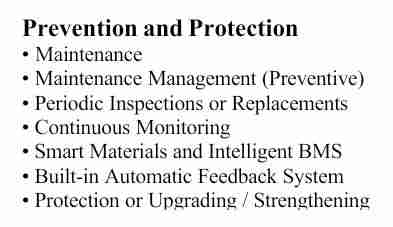 Prevention and Protection
• Maintenance
• Maintenance Management (Preventive)
• Periodic Inspections or Replacements
• Continuous Monitoring
• Smart Materials and Intelligent BMS
• Built-in Automatic Feedback System
• Protection or Upgrading / Strengthening